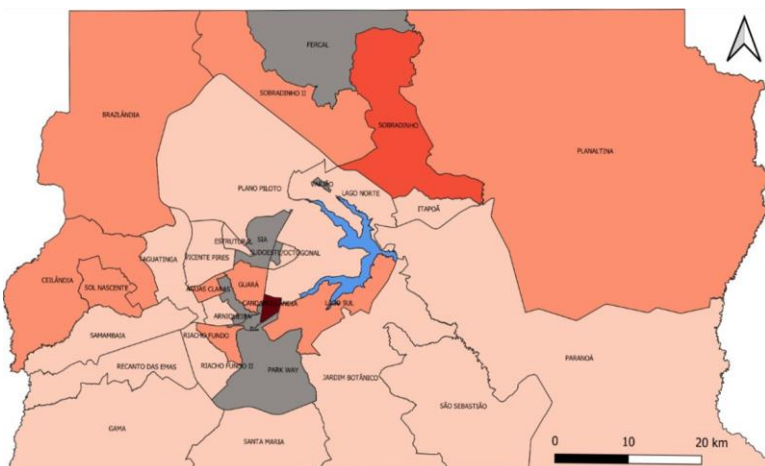 FERCAL
SOBRADINHO II
BRAZLÂNDIA
SOBRADINHO
PLANALTINA
PLANO PILOTO
LAGO NORTE
ITAPOÃ
ESTRUTURAL
SIA
SUDOESTE/OCTOGONAL
TAGUATINGA
VICENTE PIRES
CEILÂNDIA
SOL NASCENTE
ÁGUAS CLARAS
GUARÁ
CANDANGOLÂNDIA
LAGO SUL
ARNIQUEIRA
SAMAMBAIA
RIACHO FUNDO
RECANTO DAS EMAS
RIACHO FUNDO II
PARK WAY
JARDIM BOTÂNICO
PARANOÁ
SÃO SEBASTIÃO
GAMA
SANTA MARIA
0 10 20 km